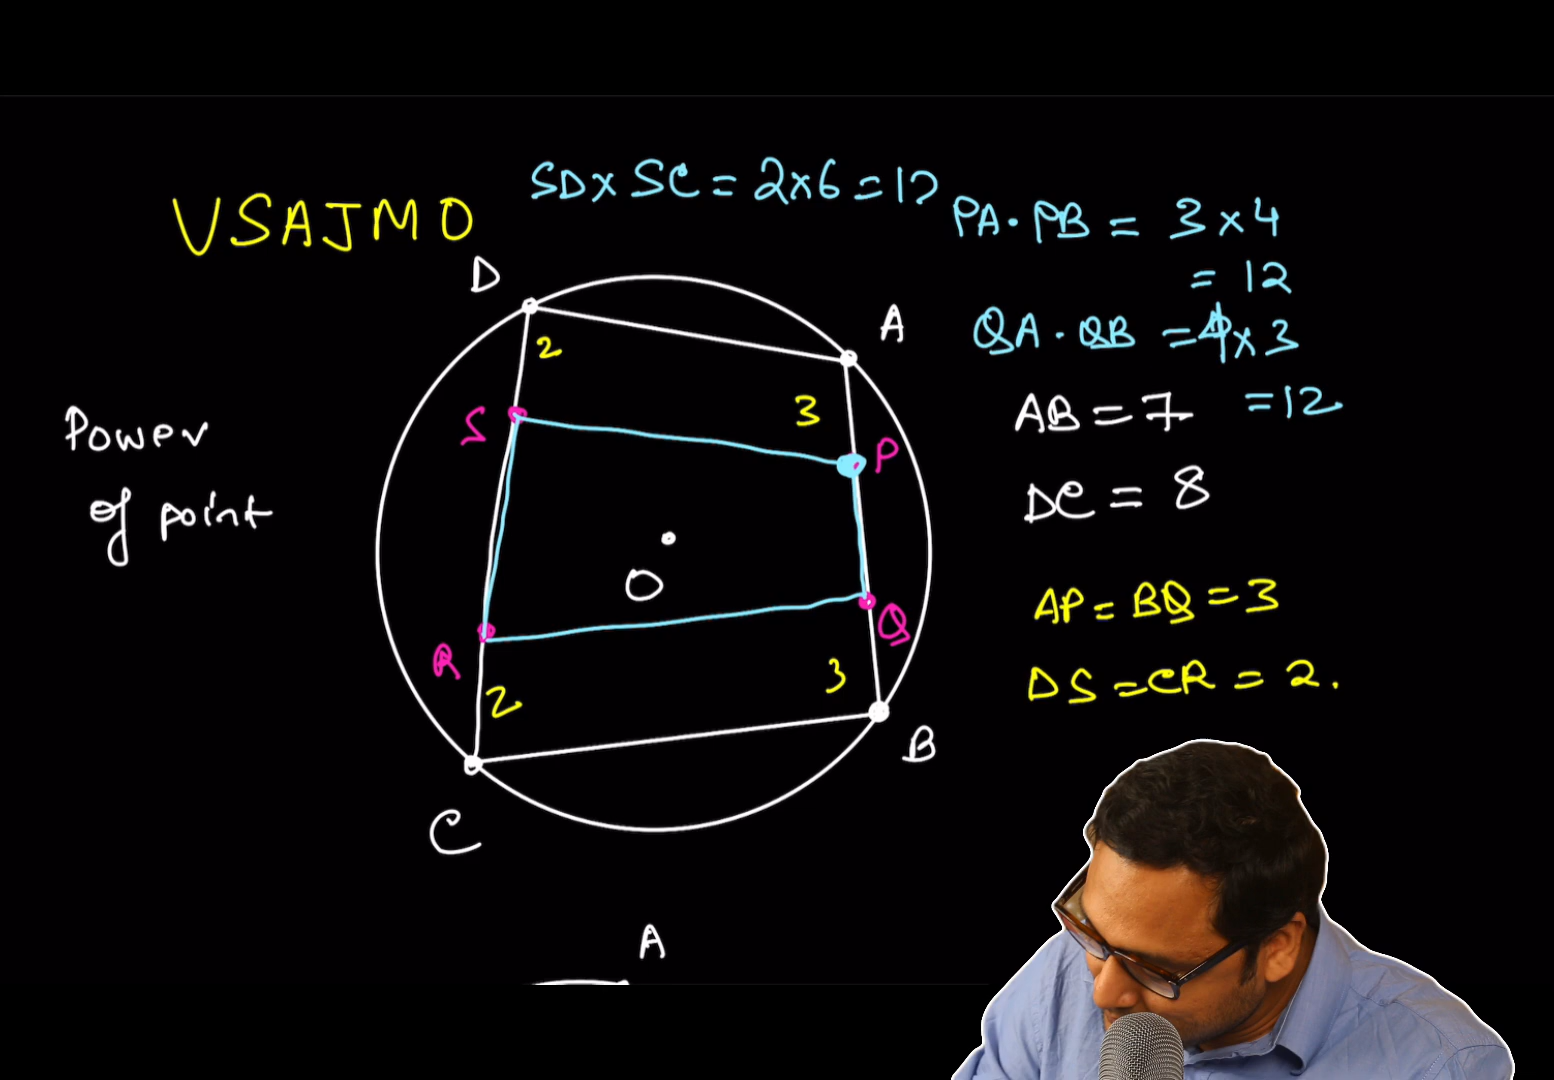 USAJMO
SD x SC = 2x6 = 12
PA . PB = 3 x 4
= 12
QA . QB = 4 x 3
= 12
AB = 7
DC = 8
AP = BQ = 3
DS = CR = 2.
Power
of point
D
A
2
3
S
P
O
Q
R
2
3
B
C
A